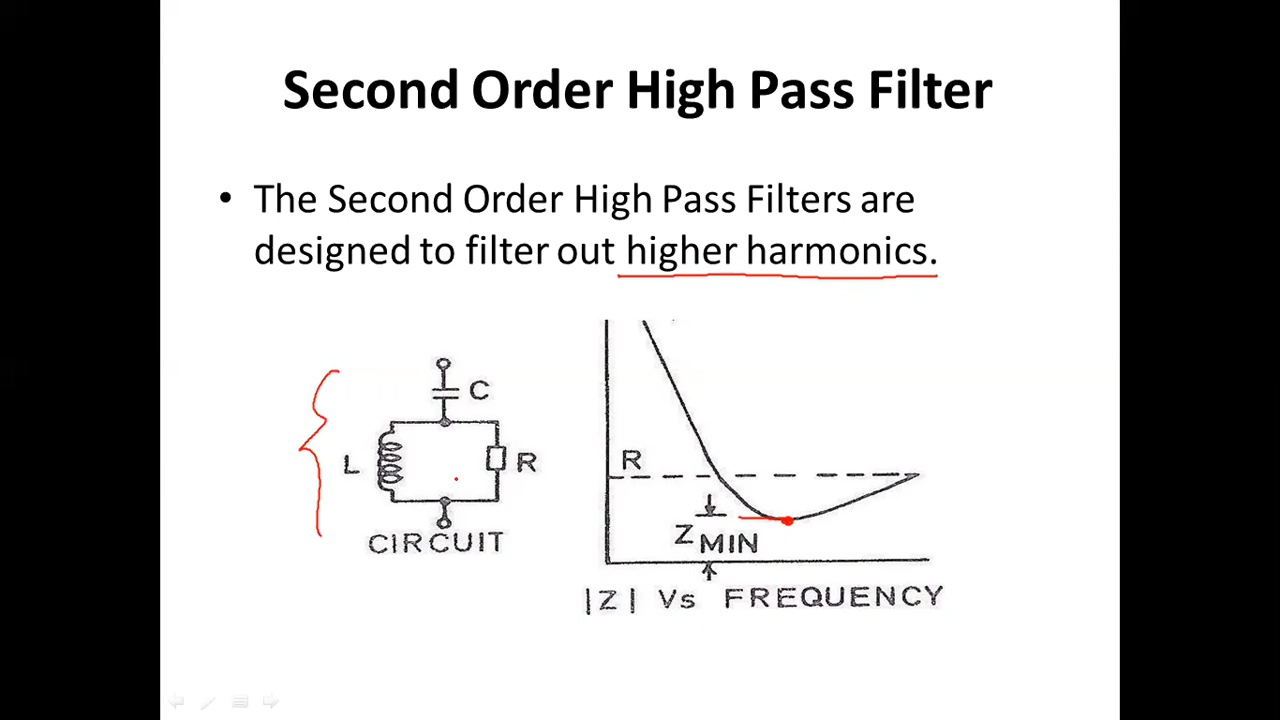 Second Order High Pass Filter
• The Second Order High Pass Filters are
designed to filter out higher harmonics.
C
L
R
CIRCUIT
R
Z MIN
|Z| Vs FREQUENCY